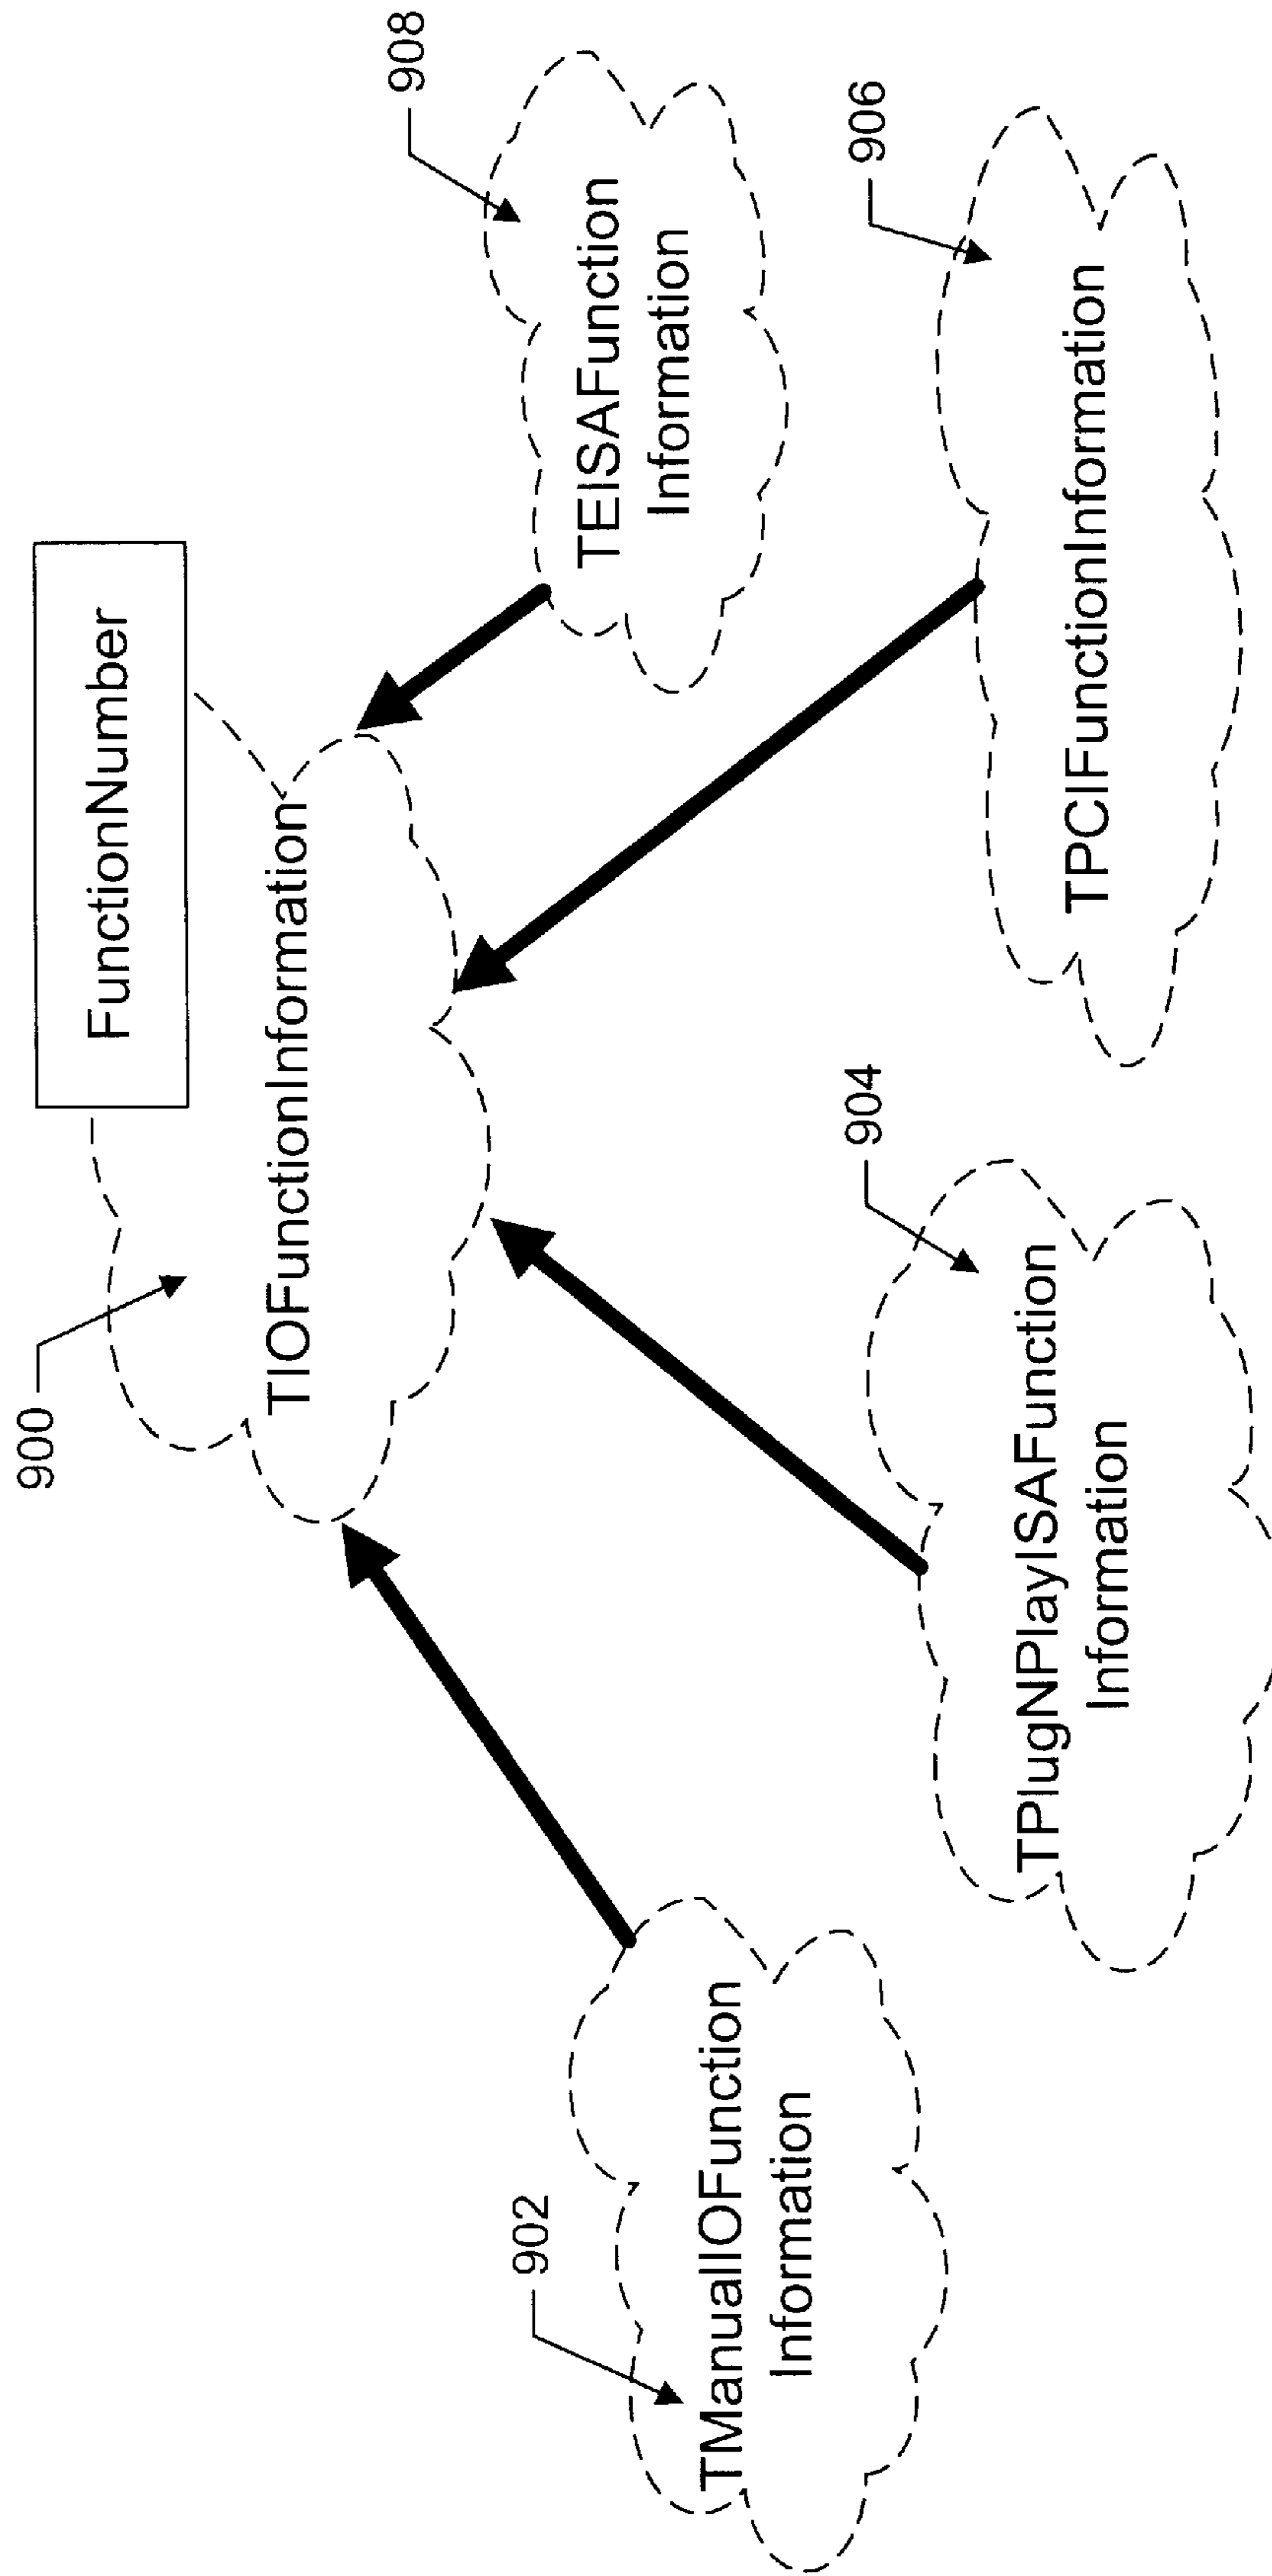 FunctionNumber
900
TIOFunctionInformation
908
TEISAFunction
Information
902
TManualIOFunction
Information
904
TPlugNPlayISAFunction
Information
906
TPCIFunctionInformation